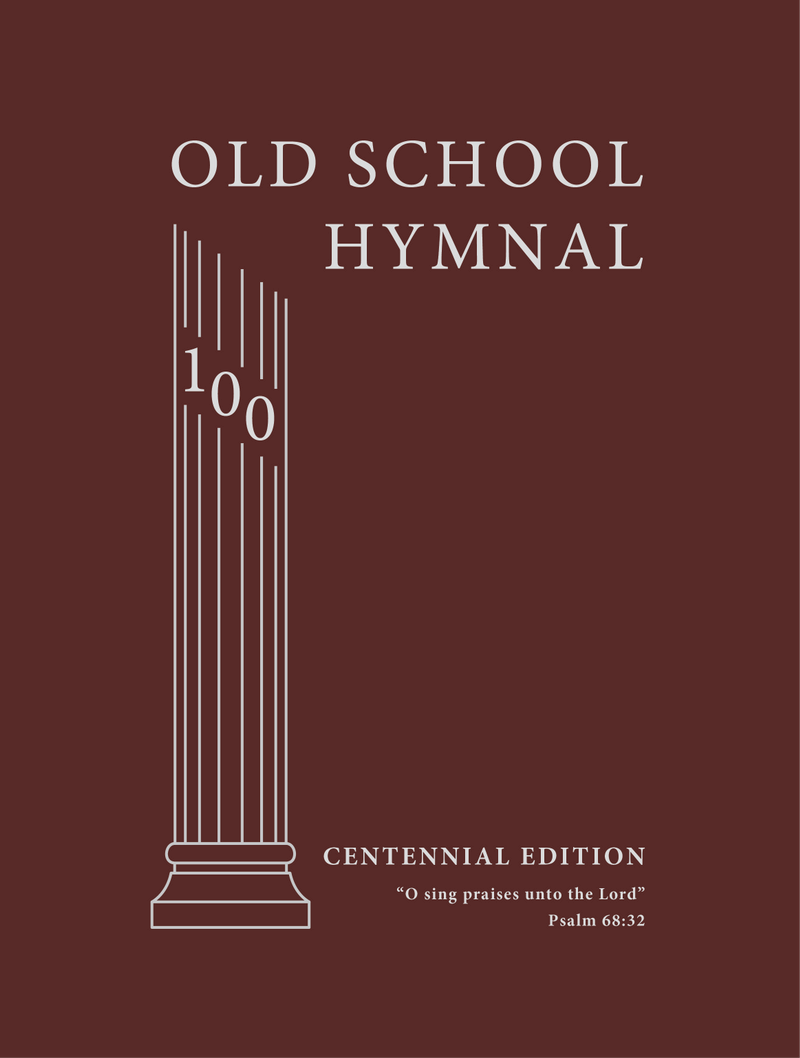 OLD SCHOOL
HYMNAL
100
CENTENNIAL EDITION
“O sing praises unto the Lord”
Psalm 68:32